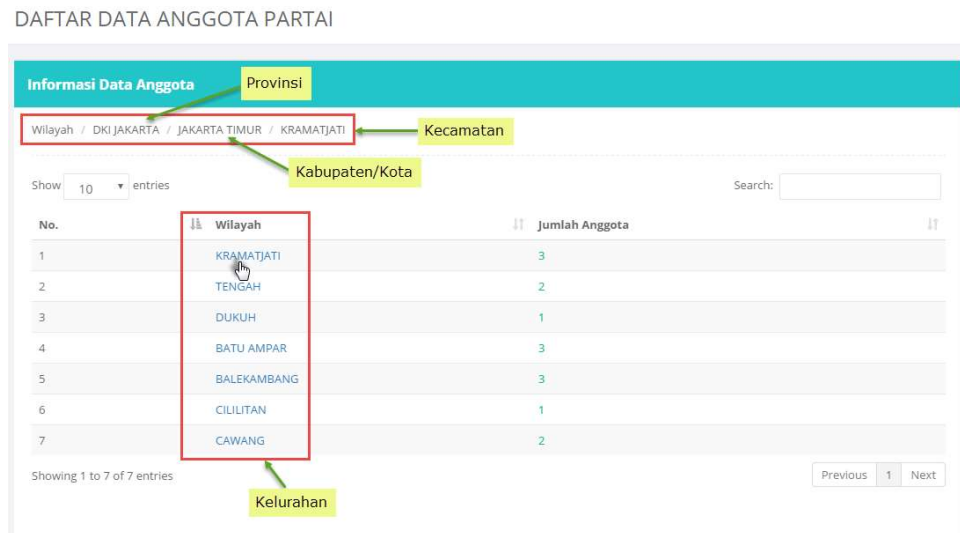 DAFTAR DATA ANGGOTA PARTAI
Informasi Data Anggota
Provinsi
Wilayah / DKI JAKARTA / JAKARTA TIMUR / KRAMATJATI
Kecamatan
Kabupaten/Kota
Show 10 entries
Search:
No. Wilayah Jumlah Anggota
1 KRAMATJATI 3
2 TENGAH 2
3 DUKUH 1
4 BATU AMPAR 3
5 BALEKAMBANG 3
6 CILILITAN 1
7 CAWANG 2
Showing 1 to 7 of 7 entries
Previous 1 Next
Kelurahan